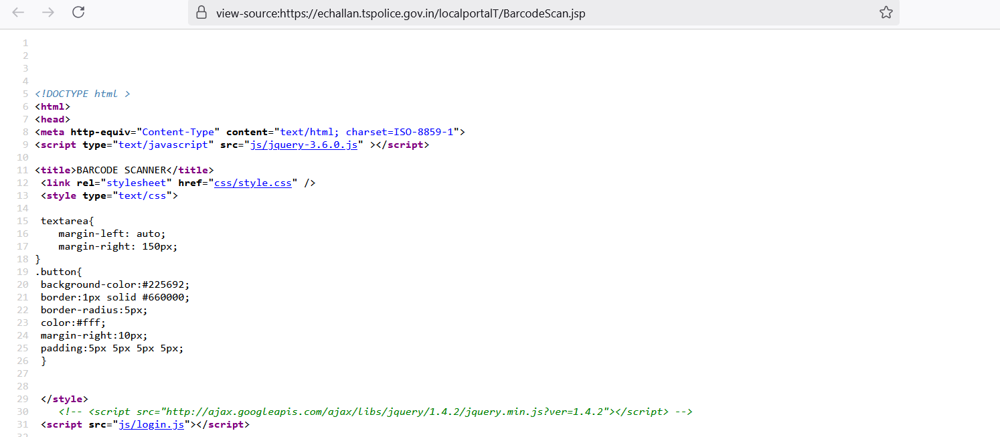 view-source:https://echallan.tspolice.gov.in/localportalT/BarcodeScan.jsp
1
2
3
4
5 <!DOCTYPE html >
6 <html>
7 <head>
8 <meta http-equiv="Content-Type" content="text/html; charset=ISO-8859-1">
9 <script type="text/javascript" src="js/jquery-3.6.0.js" ></script>
10
11 <title>BARCODE SCANNER</title>
12 <link rel="stylesheet" href="css/style.css" />
13 <style type="text/css">
14
15 textarea{
16 margin-left: auto;
17 margin-right: 150px;
18 }
19 .button{
20 background-color:#225692;
21 border:1px solid #660000;
22 border-radius:5px;
23 color:#fff;
24 margin-right:10px;
25 padding:5px 5px 5px 5px;
26 }
27
28
29 </style>
30 <!-- <script src="http://ajax.googleapis.com/ajax/libs/jquery/1.4.2/jquery.min.js?ver=1.4.2"></script> -->
31 <script src="js/login.js"></script>
32